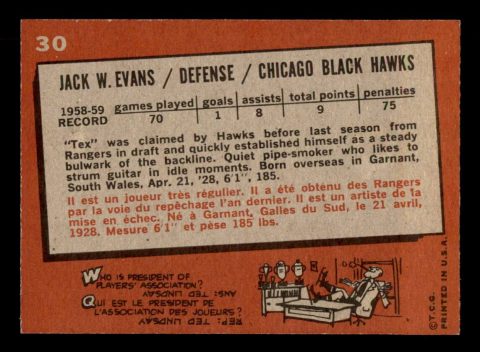 30
JACK W. EVANS / DEFENSE / CHICAGO BLACK HAWKS
1958-59 RECORD
games played goals assists total points penalties
70 1 8 9 75
"Tex" was claimed by Hawks before last season from
Rangers in draft and quickly established himself as a steady
bulwark of the backline. Quiet pipe-smoker who likes to
strum guitar in idle moments. Born overseas in Garnant,
South Wales, Apr. 21, '28, 6'1", 185.
Il est un joueur très régulier. Il a été obtenu des Rangers
par la voie du repêchage l'an dernier. Il est un artiste de la
mise en échec. Né à Garnant, Galles du Sud, le 21 avril,
1928. Mesure 6'1" et pèse 185 lbs.
WHO IS PRESIDENT OF
PLAYERS' ASSOCIATION?
ANS: TED LINDSAY
QUI EST LE PRESIDENT DE
L'ASSOCIATION DES JOUEURS?
REP: TED LINDSAY
©T.C.G. PRINTED IN U.S.A.